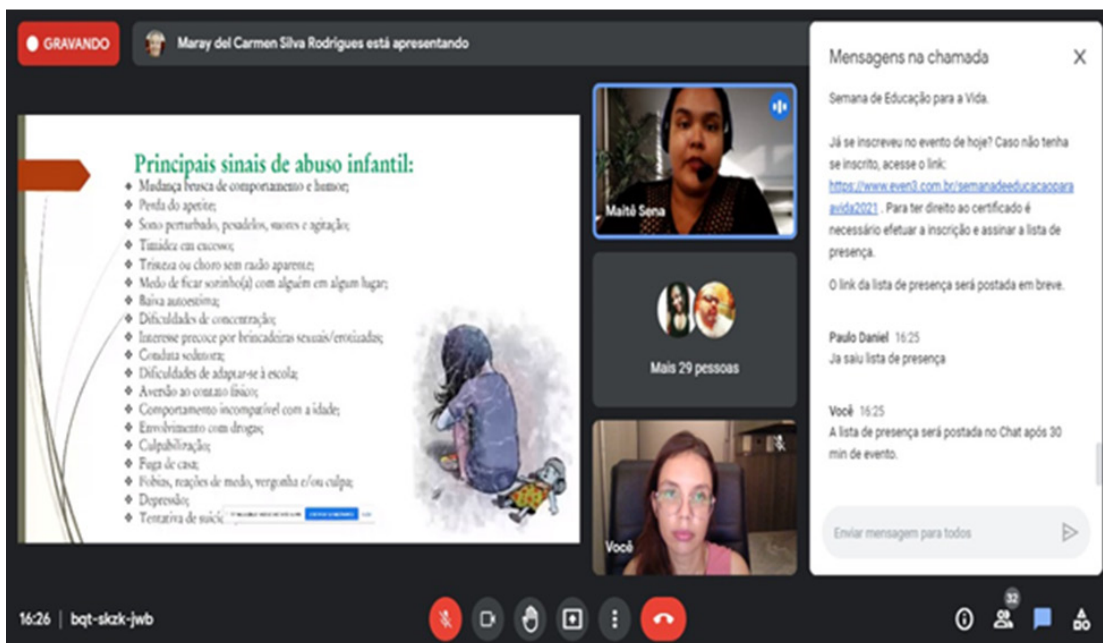 GRAVANDO
Maray del Carmen Silva Rodrigues está apresentando
Principais sinais de abuso infantil:
❖ Mudança brusca de comportamento e humor;
❖ Perda do apetite;
❖ Sono perturbado, pesadelos, suores e agitação;
❖ Timidez em excesso;
❖ Tristeza ou choro sem razão aparente;
❖ Medo de ficar sozinho(a) com alguém em algum lugar;
❖ Baixa autoestima;
❖ Dificuldades de concentração;
❖ Interesse precoce por brincadeiras sexuais/erotizadas;
❖ Conduta sedutora;
❖ Dificuldades de adaptar-se à escola;
❖ Aversão ao contato físico;
❖ Comportamento incompatível com a idade;
❖ Envolvimento com drogas;
❖ Culpabilização;
❖ Fuga de casa;
❖ Fobias, reações de medo, vergonha e/ou culpa;
❖ Depressão;
❖ Tentativa de
Maitê Sena
Mais 29 pessoas
Você
Mensagens na chamada
Semana de Educação para a Vida.
Já se inscreveu no evento de hoje? Caso não tenha
se inscrito, acesse o link:
https://www.even3.com.br/semanadeeducacaopara
avida2021 . Para ter direito ao certificado é
necessário efetuar a inscrição e assinar a lista de
presença.
O link da lista de presença será postada em breve.
Paulo Daniel 16:25
Ja saiu lista de presença
Você 16:25
A lista de presença será postada no Chat após 30
min de evento.
Enviar mensagem para todos
16:26 | bqt-skzk-jwb
32